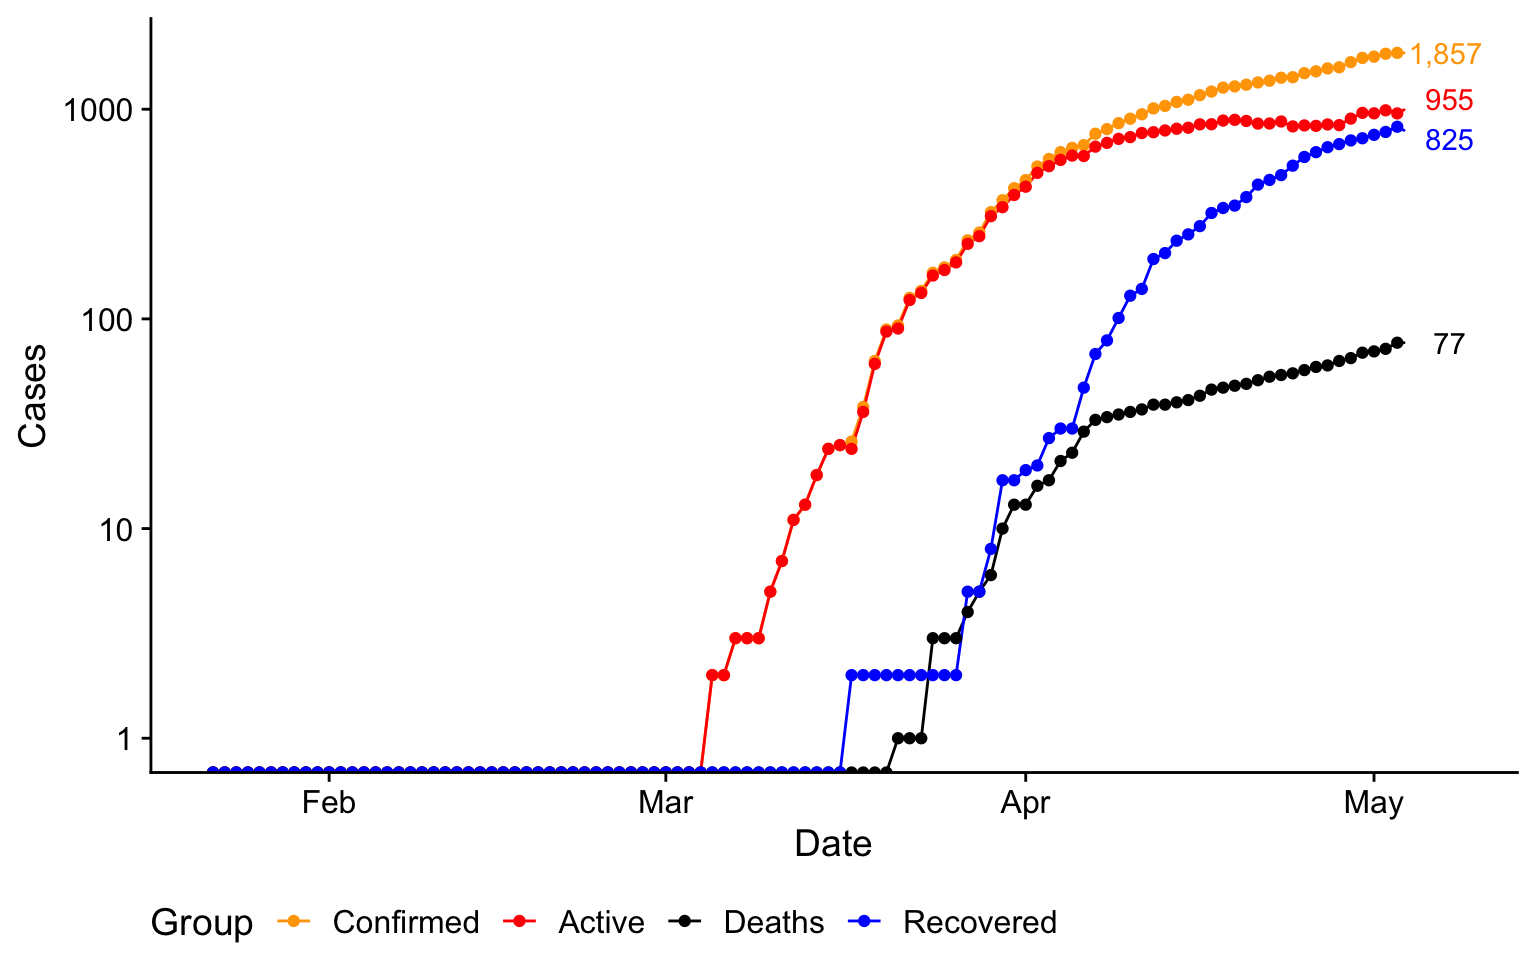 1,857
955
825
77
1000
100
10
1
Cases
Feb Mar Apr May
Date
Group Confirmed Active Deaths Recovered